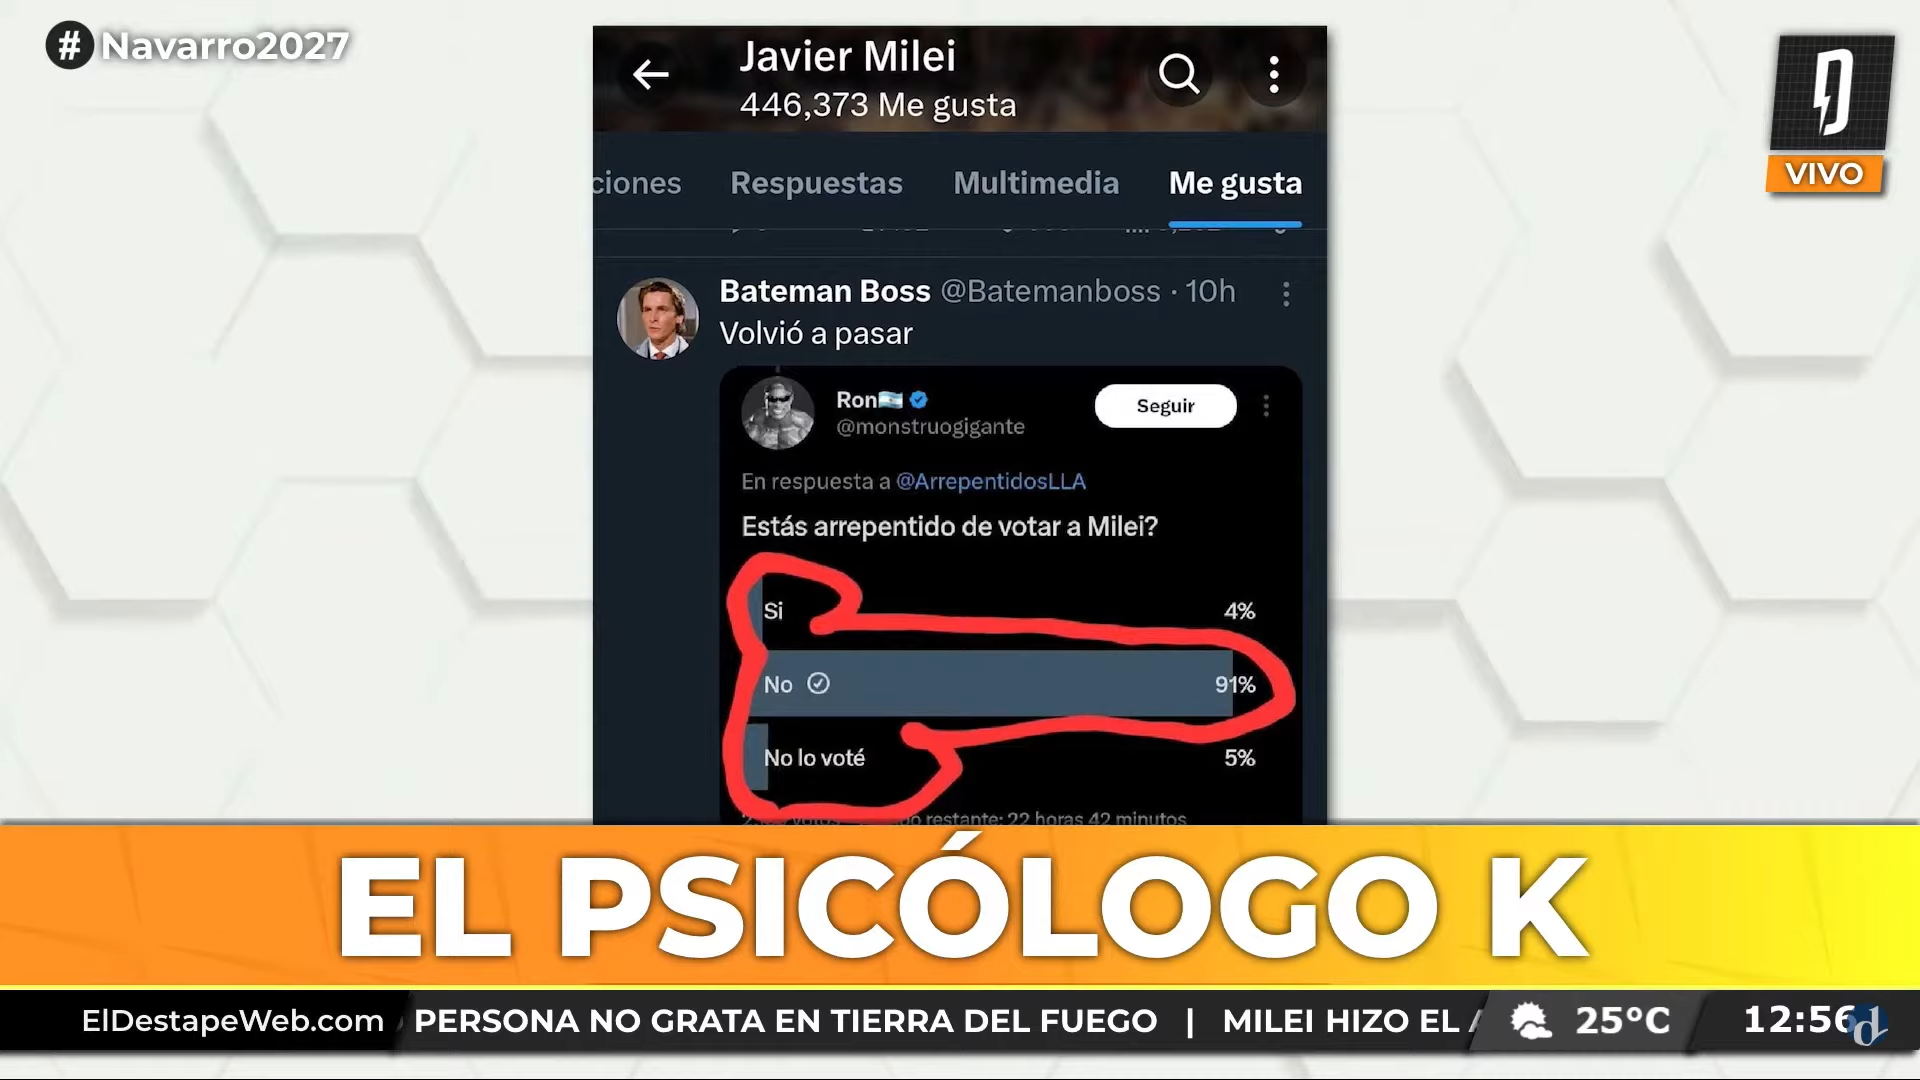 #Navarro2027
Javier Milei
446,373 Me gusta
VIVO
ciones Respuestas Multimedia Me gusta
Bateman Boss @Batemanboss · 10h
Volvió a pasar
Ron
@monstruogigante
Seguir
En respuesta a @ArrepentidosLLA
Estás arrepentido de votar a Milei?
Si 4%
No 91%
No lo voté 5%
restante: 22 horas 42 minutos
EL PSICÓLOGO K
ElDestapeWeb.com PERSONA NO GRATA EN TIERRA DEL FUEGO | MILEI HIZO EL 25°C 12:56